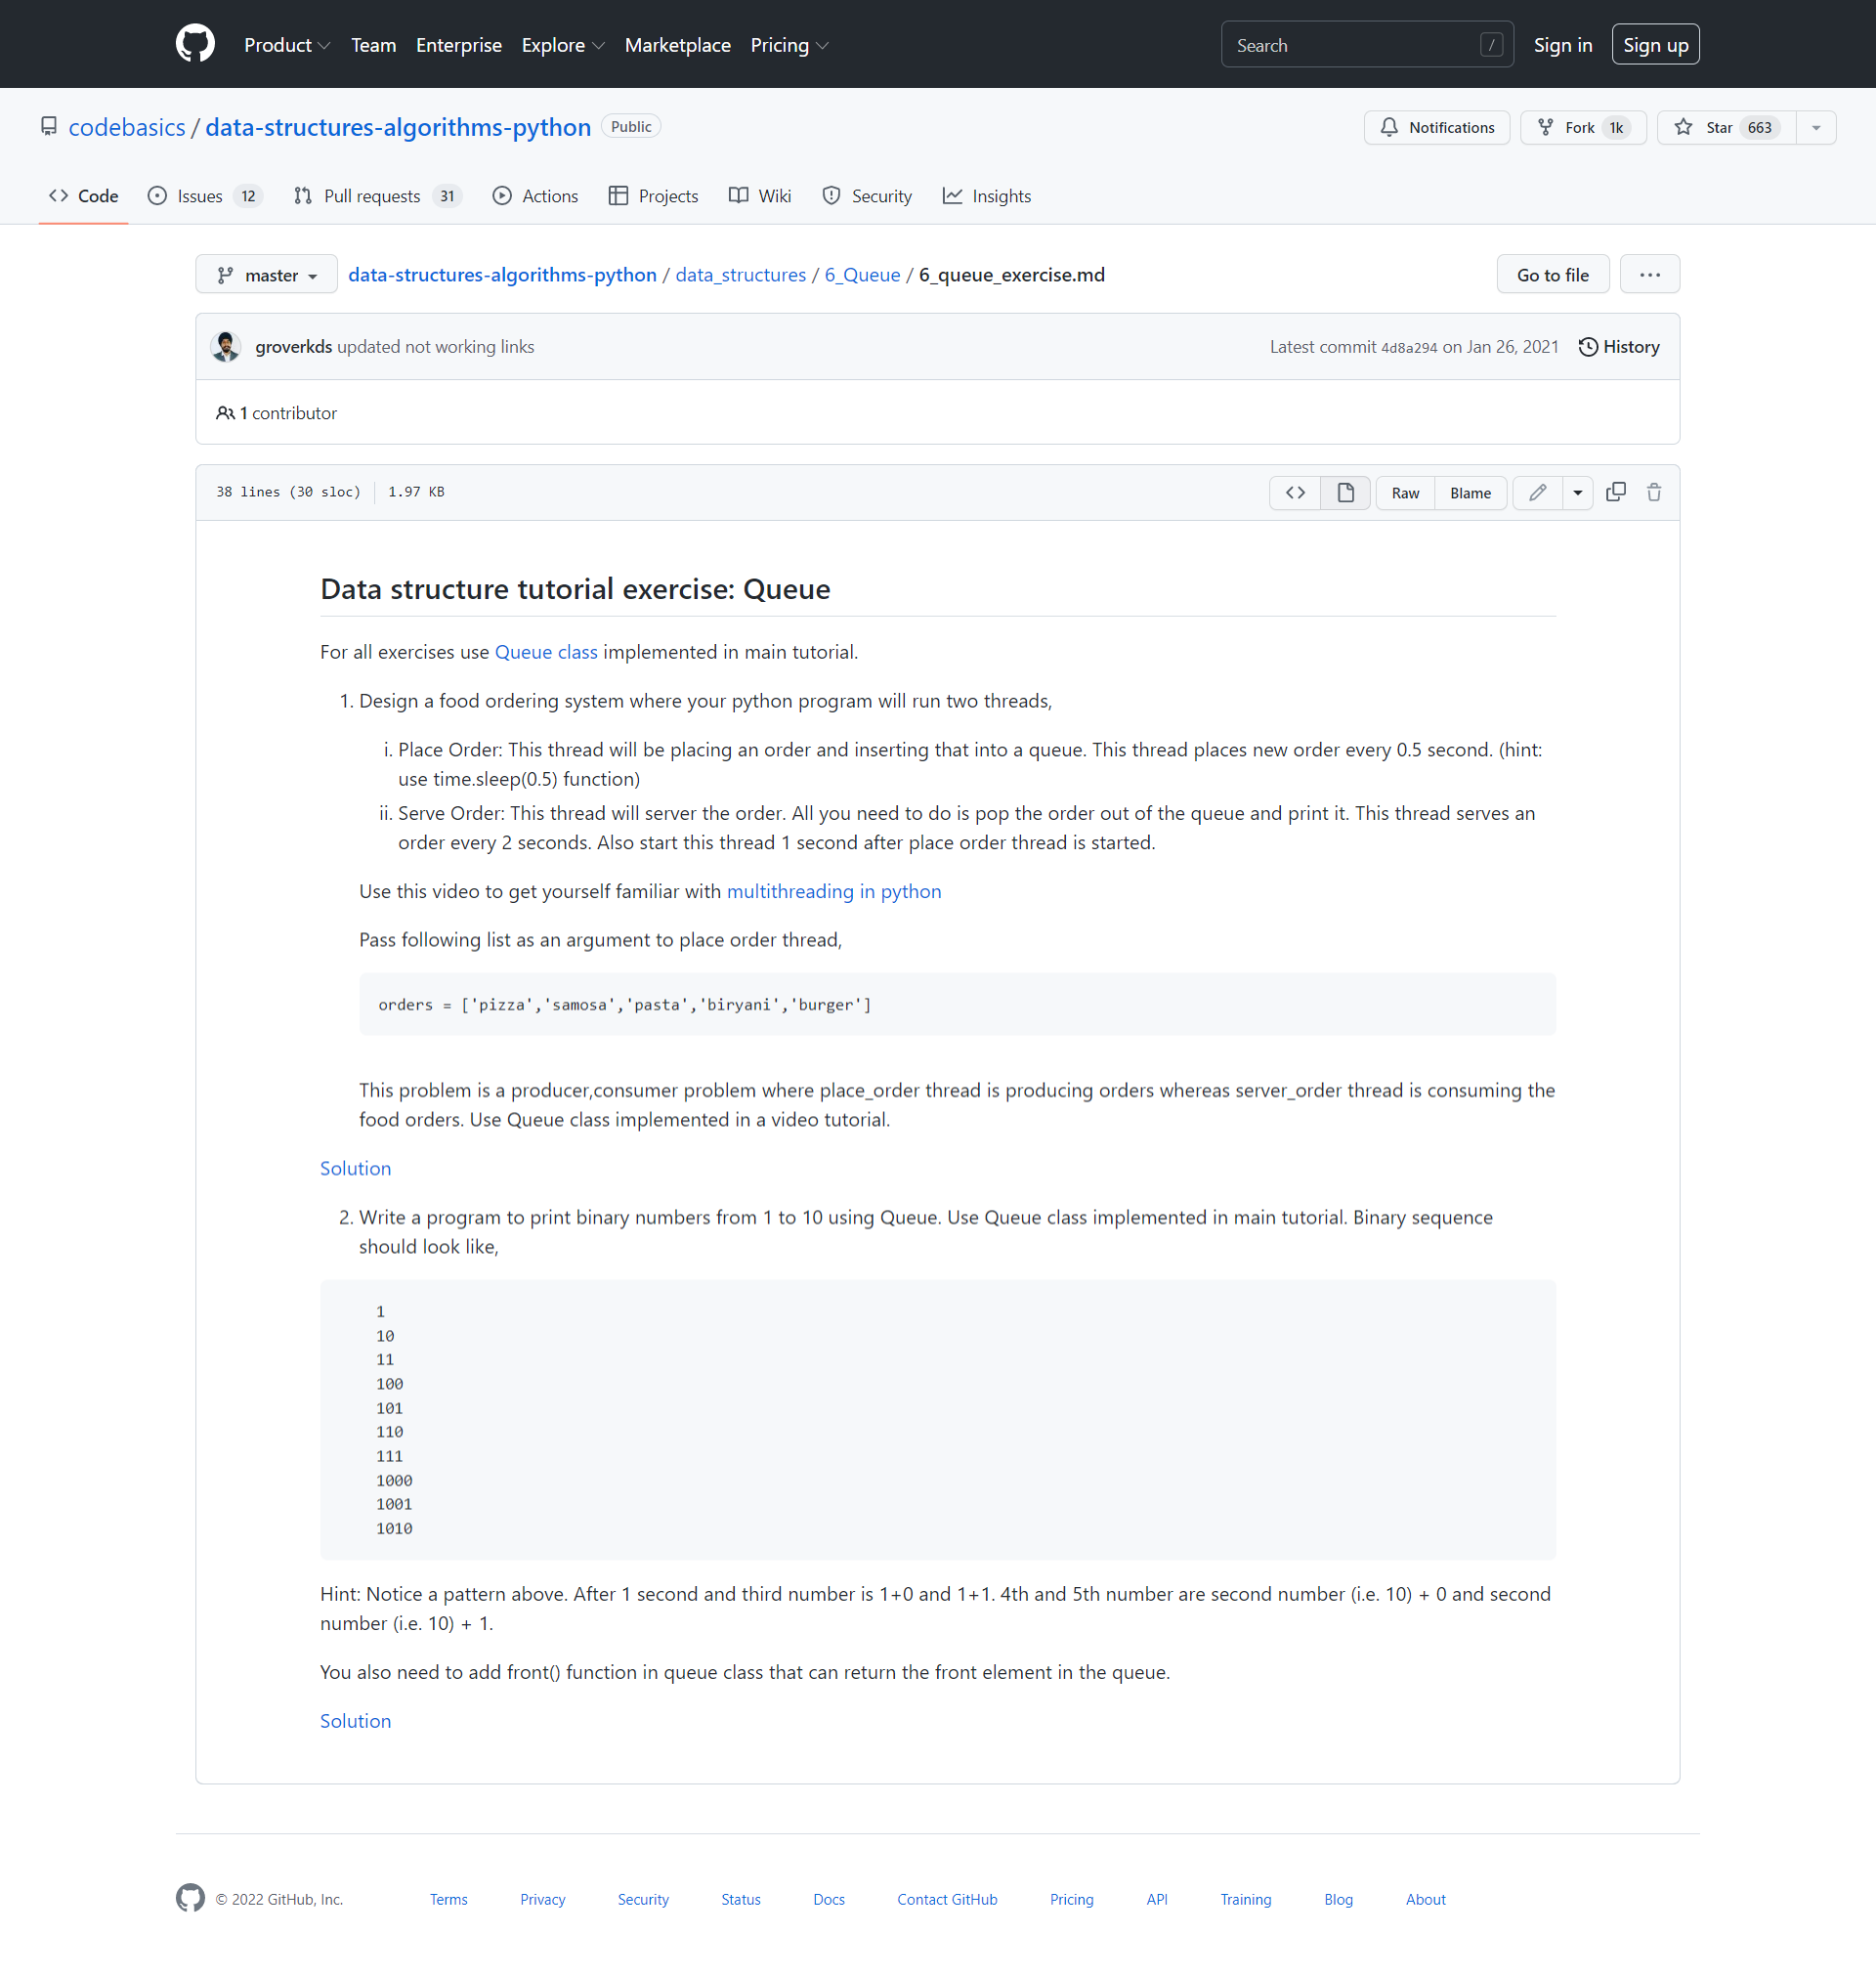 Product Team Enterprise Explore Marketplace Pricing Search / Sign in Sign up
codebasics / data-structures-algorithms-python Public Notifications Fork 1k Star 663
Code Issues 12 Pull requests 31 Actions Projects Wiki Security Insights
master data-structures-algorithms-python / data_structures / 6_Queue / 6_queue_exercise.md Go to file ...
groverkds updated not working links Latest commit 4d8a294 on Jan 26, 2021 History
1 contributor
38 lines (30 sloc) 1.97 KB <> Raw Blame
Data structure tutorial exercise: Queue
For all exercises use Queue class implemented in main tutorial.
1. Design a food ordering system where your python program will run two threads,
i. Place Order: This thread will be placing an order and inserting that into a queue. This thread places new order every 0.5 second. (hint:
use time.sleep(0.5) function)
ii. Serve Order: This thread will server the order. All you need to do is pop the order out of the queue and print it. This thread serves an
order every 2 seconds. Also start this thread 1 second after place order thread is started.
Use this video to get yourself familiar with multithreading in python
Pass following list as an argument to place order thread,
orders = ['pizza','samosa','pasta','biryani','burger']
This problem is a producer,consumer problem where place_order thread is producing orders whereas server_order thread is consuming the
food orders. Use Queue class implemented in a video tutorial.
Solution
2. Write a program to print binary numbers from 1 to 10 using Queue. Use Queue class implemented in main tutorial. Binary sequence
should look like,
1
10
11
100
101
110
111
1000
1001
1010
Hint: Notice a pattern above. After 1 second and third number is 1+0 and 1+1. 4th and 5th number are second number (i.e. 10) + 0 and second
number (i.e. 10) + 1.
You also need to add front() function in queue class that can return the front element in the queue.
Solution
© 2022 GitHub, Inc. Terms Privacy Security Status Docs Contact GitHub Pricing API Training Blog About